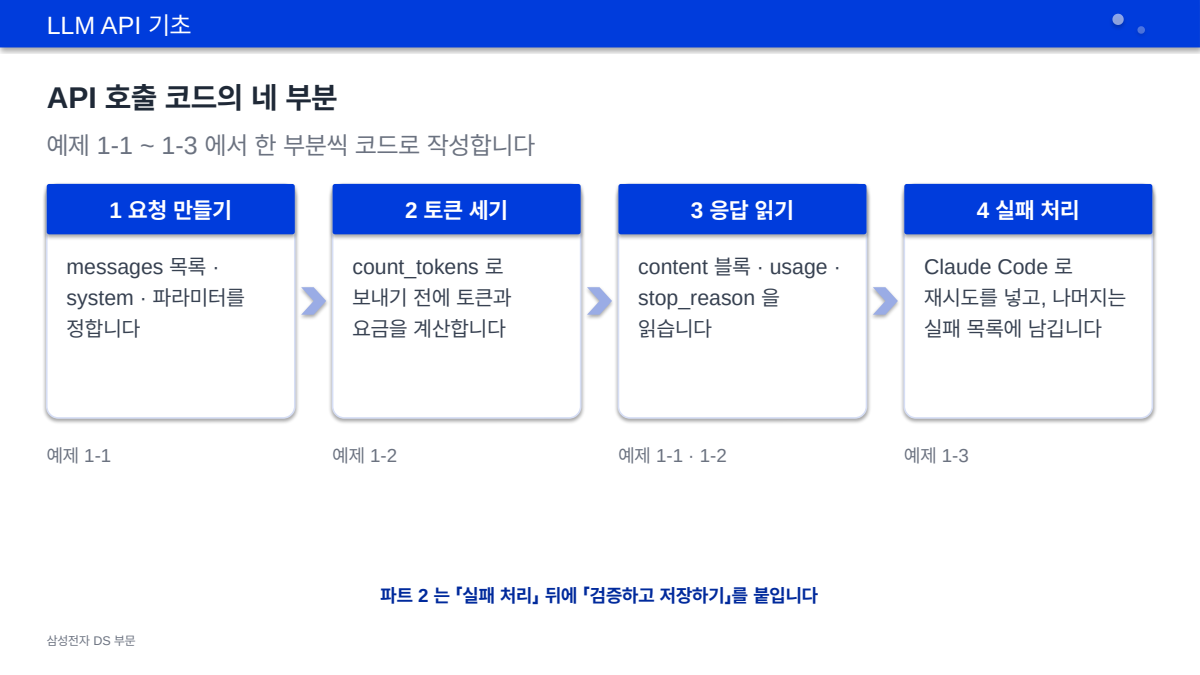 LLM API 기초
API 호출 코드의 네 부분
예제 1-1 ~ 1-3 에서 한 부분씩 코드로 작성합니다
1 요청 만들기
messages 목록 ·
system · 파라미터를
정합니다
예제 1-1
2 토큰 세기
count_tokens 로
보내기 전에 토큰과
요금을 계산합니다
예제 1-2
3 응답 읽기
content 블록 · usage ·
stop_reason 을
읽습니다
예제 1-1 · 1-2
4 실패 처리
Claude Code 로
재시도를 넣고, 나머지는
실패 목록에 남깁니다
예제 1-3
파트 2 는 「실패 처리」 뒤에 「검증하고 저장하기」를 붙입니다
삼성전자 DS 부문